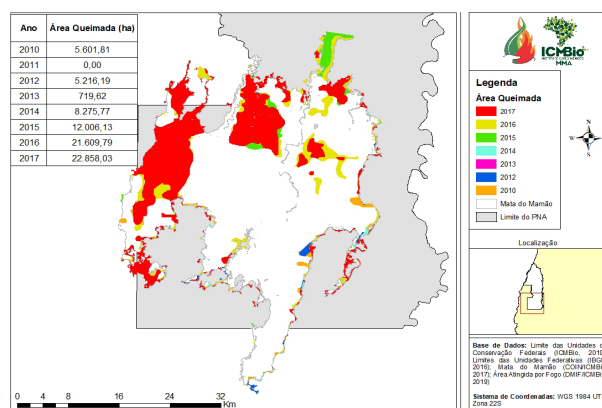 Ano Área Queimada (ha)
2010 5.601,81
2011 0,00
2012 5.216,19
2013 719,62
2014 8.275,77
2015 12.006,13
2016 21.609,79
2017 22.858,03
0 4 8 16 24 32
Km
ICMBio
MMA
Legenda
Área Queimada
2017
2016
2015
2014
2013
2012
2010
Mata do Mamão
Limite do PNA
N
W E
S
Localização
Base de Dados: Limite das Unidades d
Conservação Federais (ICMBio, 2019
Limites das Unidades Federativas (IBG
2016); Mata do Mamão (COIN/ICMBi
2017); Área Atingida por Fogo (DMIF/ICMBi
2019)
Sistema de Coordenadas: WGS 1984 UT
Zona 22S